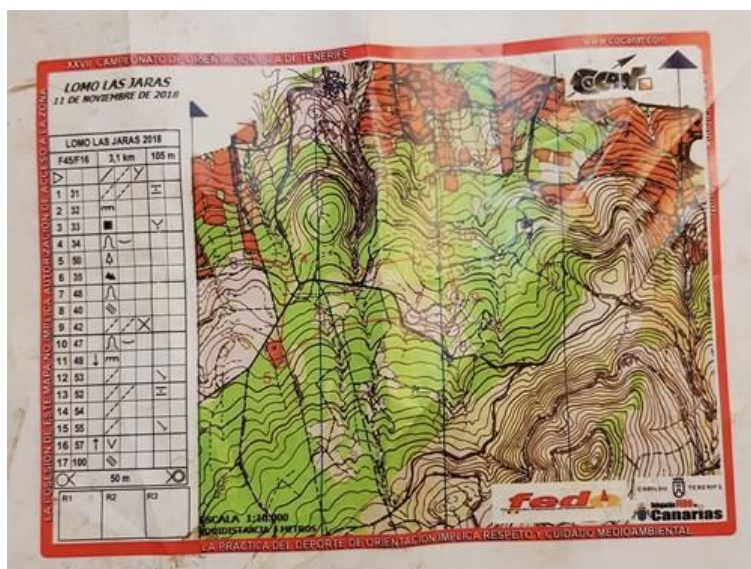 XXVII CAMPEONATO DE ORIENTACIÓN ISLA DE TENERIFE
www.cocarat.com
LOMO LAS JARAS
11 DE NOVIEMBRE DE 2018
COCARAT
LOMO LAS JARAS 2018
F45/F16 3,1 km 105 m
1 31
2 32
3 33
4 34
5 50
6 35
7 48
8 40
9 42
10 47
11 49
12 53
13 52
14 54
15 55
16 57
17 100
50 m
R1 R2 R3
ESCALA 1:10.000
EQUIDISTANCIA 5 METROS
fedo
CABILDO TENERIFE
Canarias
LA POSESIÓN DE ESTE MAPA NO IMPLICA AUTORIZACIÓN DE ACCESO A LA ZONA
LA PRÁCTICA DEL DEPORTE DE ORIENTACIÓN IMPLICA RESPETO Y CUIDADO MEDIOAMBIENTAL